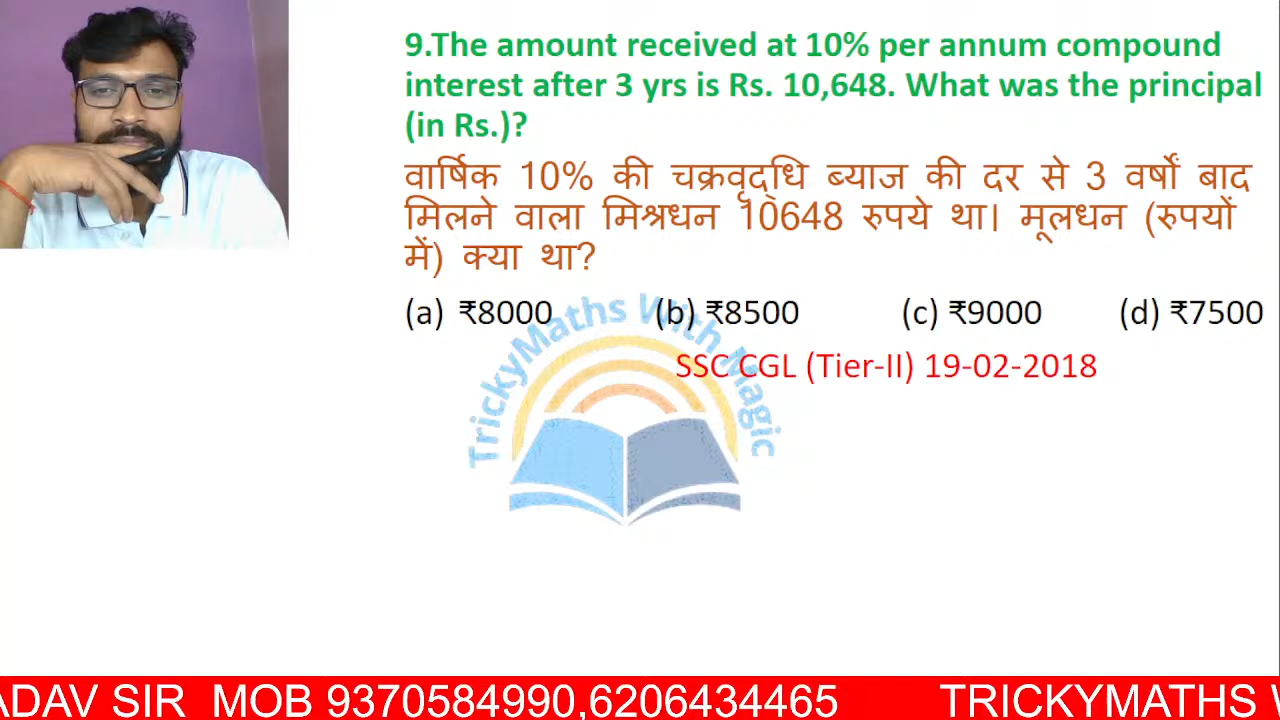 9.The amount received at 10% per annum compound
interest after 3 yrs is Rs. 10,648. What was the principal
(in Rs.)?
वार्षिक 10% की चक्रवृद्धि ब्याज की दर से 3 वर्षों बाद
मिलने वाला मिश्रधन 10648 रुपये था। मूलधन (रुपयों
में) क्या था?
(a) ₹8000 (b) ₹8500 (c) ₹9000 (d) ₹7500
SSC CGL (Tier-II) 19-02-2018
TrickyMaths With Magic
ADAV SIR MOB 9370584990,6206434465 TRICKYMATHS W